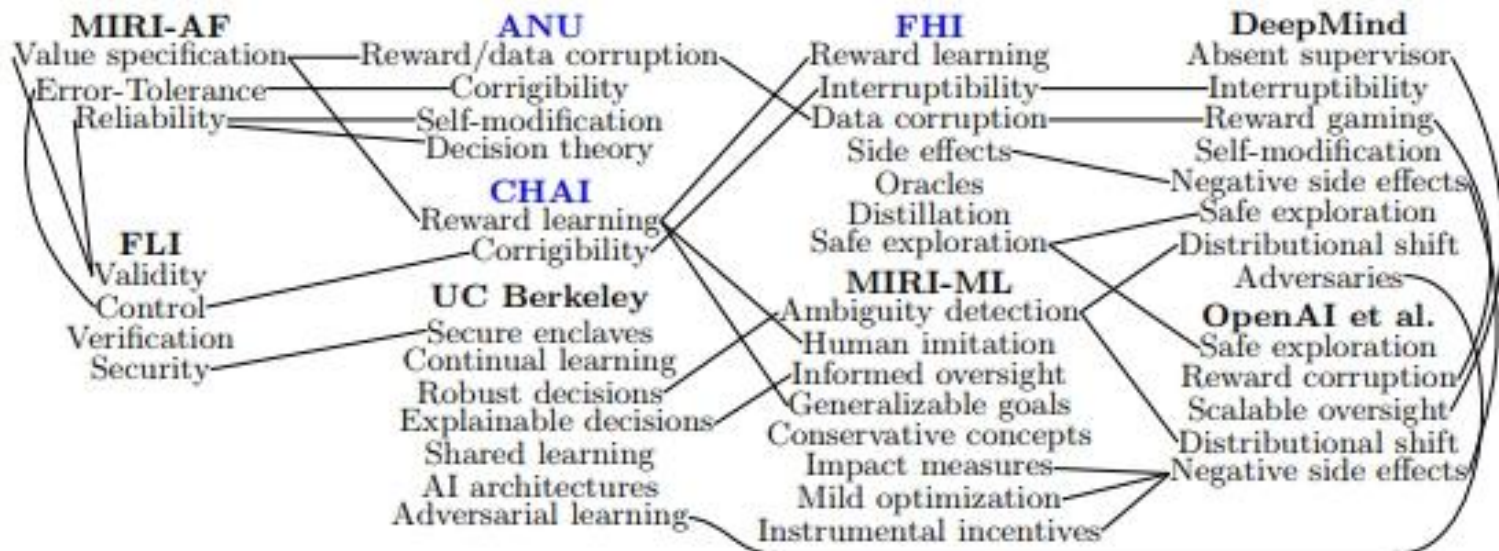 MIRI-AF
Value specification
Error-Tolerance
Reliability
FLI
Validity
Control
Verification
Security
ANU
Reward/data corruption
Corrigibility
Self-modification
Decision theory
CHAI
Reward learning
Corrigibility
UC Berkeley
Secure enclaves
Continual learning
Robust decisions
Explainable decisions
Shared learning
AI architectures
Adversarial learning
FHI
Reward learning
Interruptibility
Data corruption
Side effects
Oracles
Distillation
Safe exploration
MIRI-ML
Ambiguity detection
Human imitation
Informed oversight
Generalizable goals
Conservative concepts
Impact measures
Mild optimization
Instrumental incentives
DeepMind
Absent supervisor
Interruptibility
Reward gaming
Self-modification
Negative side effects
Safe exploration
Distributional shift
Adversaries
OpenAI et al.
Safe exploration
Reward corruption
Scalable oversight
Distributional shift
Negative side effects